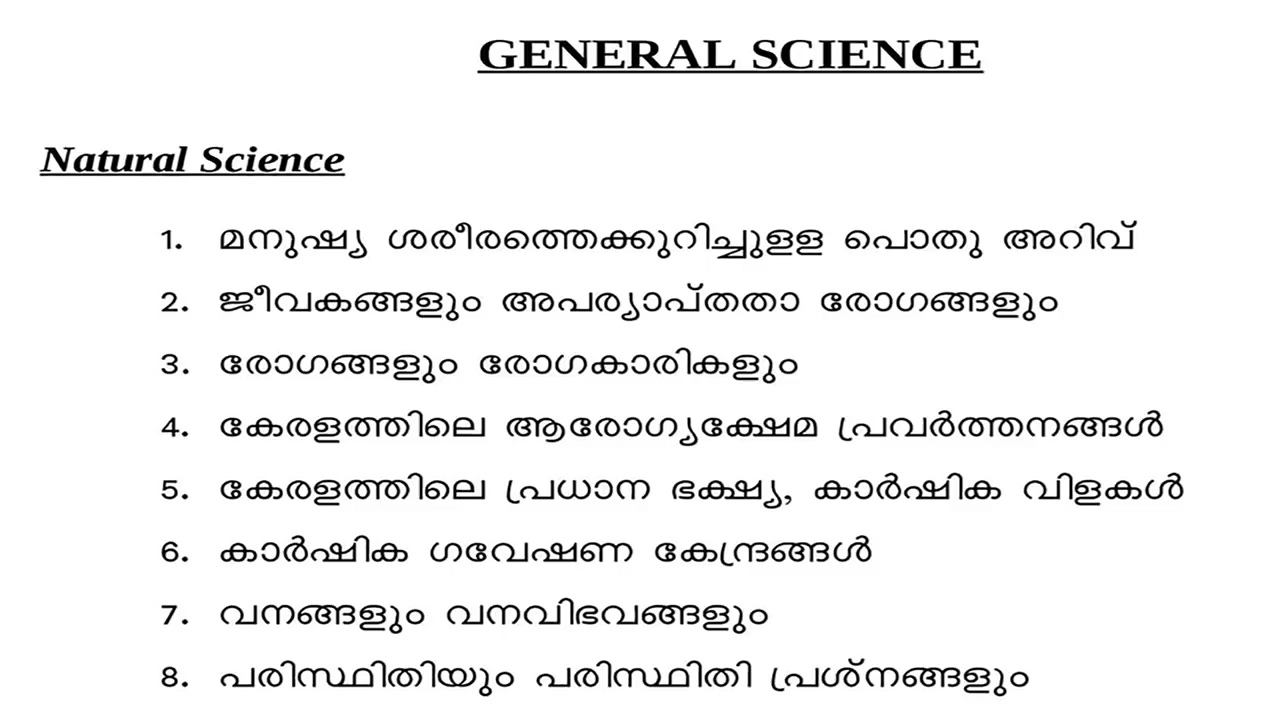 GENERAL SCIENCE
Natural Science
1. മനുഷ്യ ശരീരത്തെക്കുറിച്ചുളള പൊതു അറിവ്
2. ജീവകങ്ങളും അപര്യാപ്തതാ രോഗങ്ങളും
3. രോഗങ്ങളും രോഗകാരികളും
4. കേരളത്തിലെ ആരോഗ്യക്ഷേമ പ്രവർത്തനങ്ങൾ
5. കേരളത്തിലെ പ്രധാന ഭക്ഷ്യ, കാർഷിക വിളകൾ
6. കാർഷിക ഗവേഷണ കേന്ദ്രങ്ങൾ
7. വനങ്ങളും വനവിഭവങ്ങളും
8. പരിസ്ഥിതിയും പരിസ്ഥിതി പ്രശ്നങ്ങളും